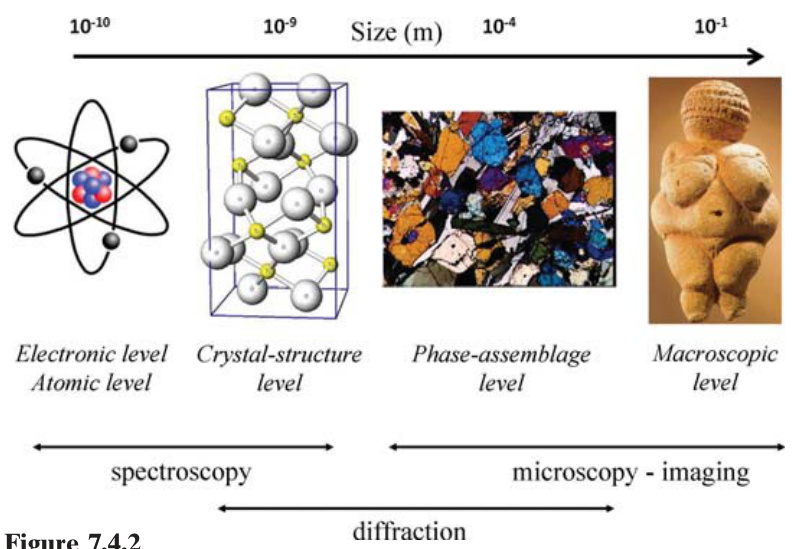 10-10 10-9 Size (m) 10-4 10-1
Electronic level
Atomic level
Crystal-structure
level
Phase-assemblage
level
Macroscopic
level
spectroscopy
microscopy - imaging
diffraction
Figure 7.4.2